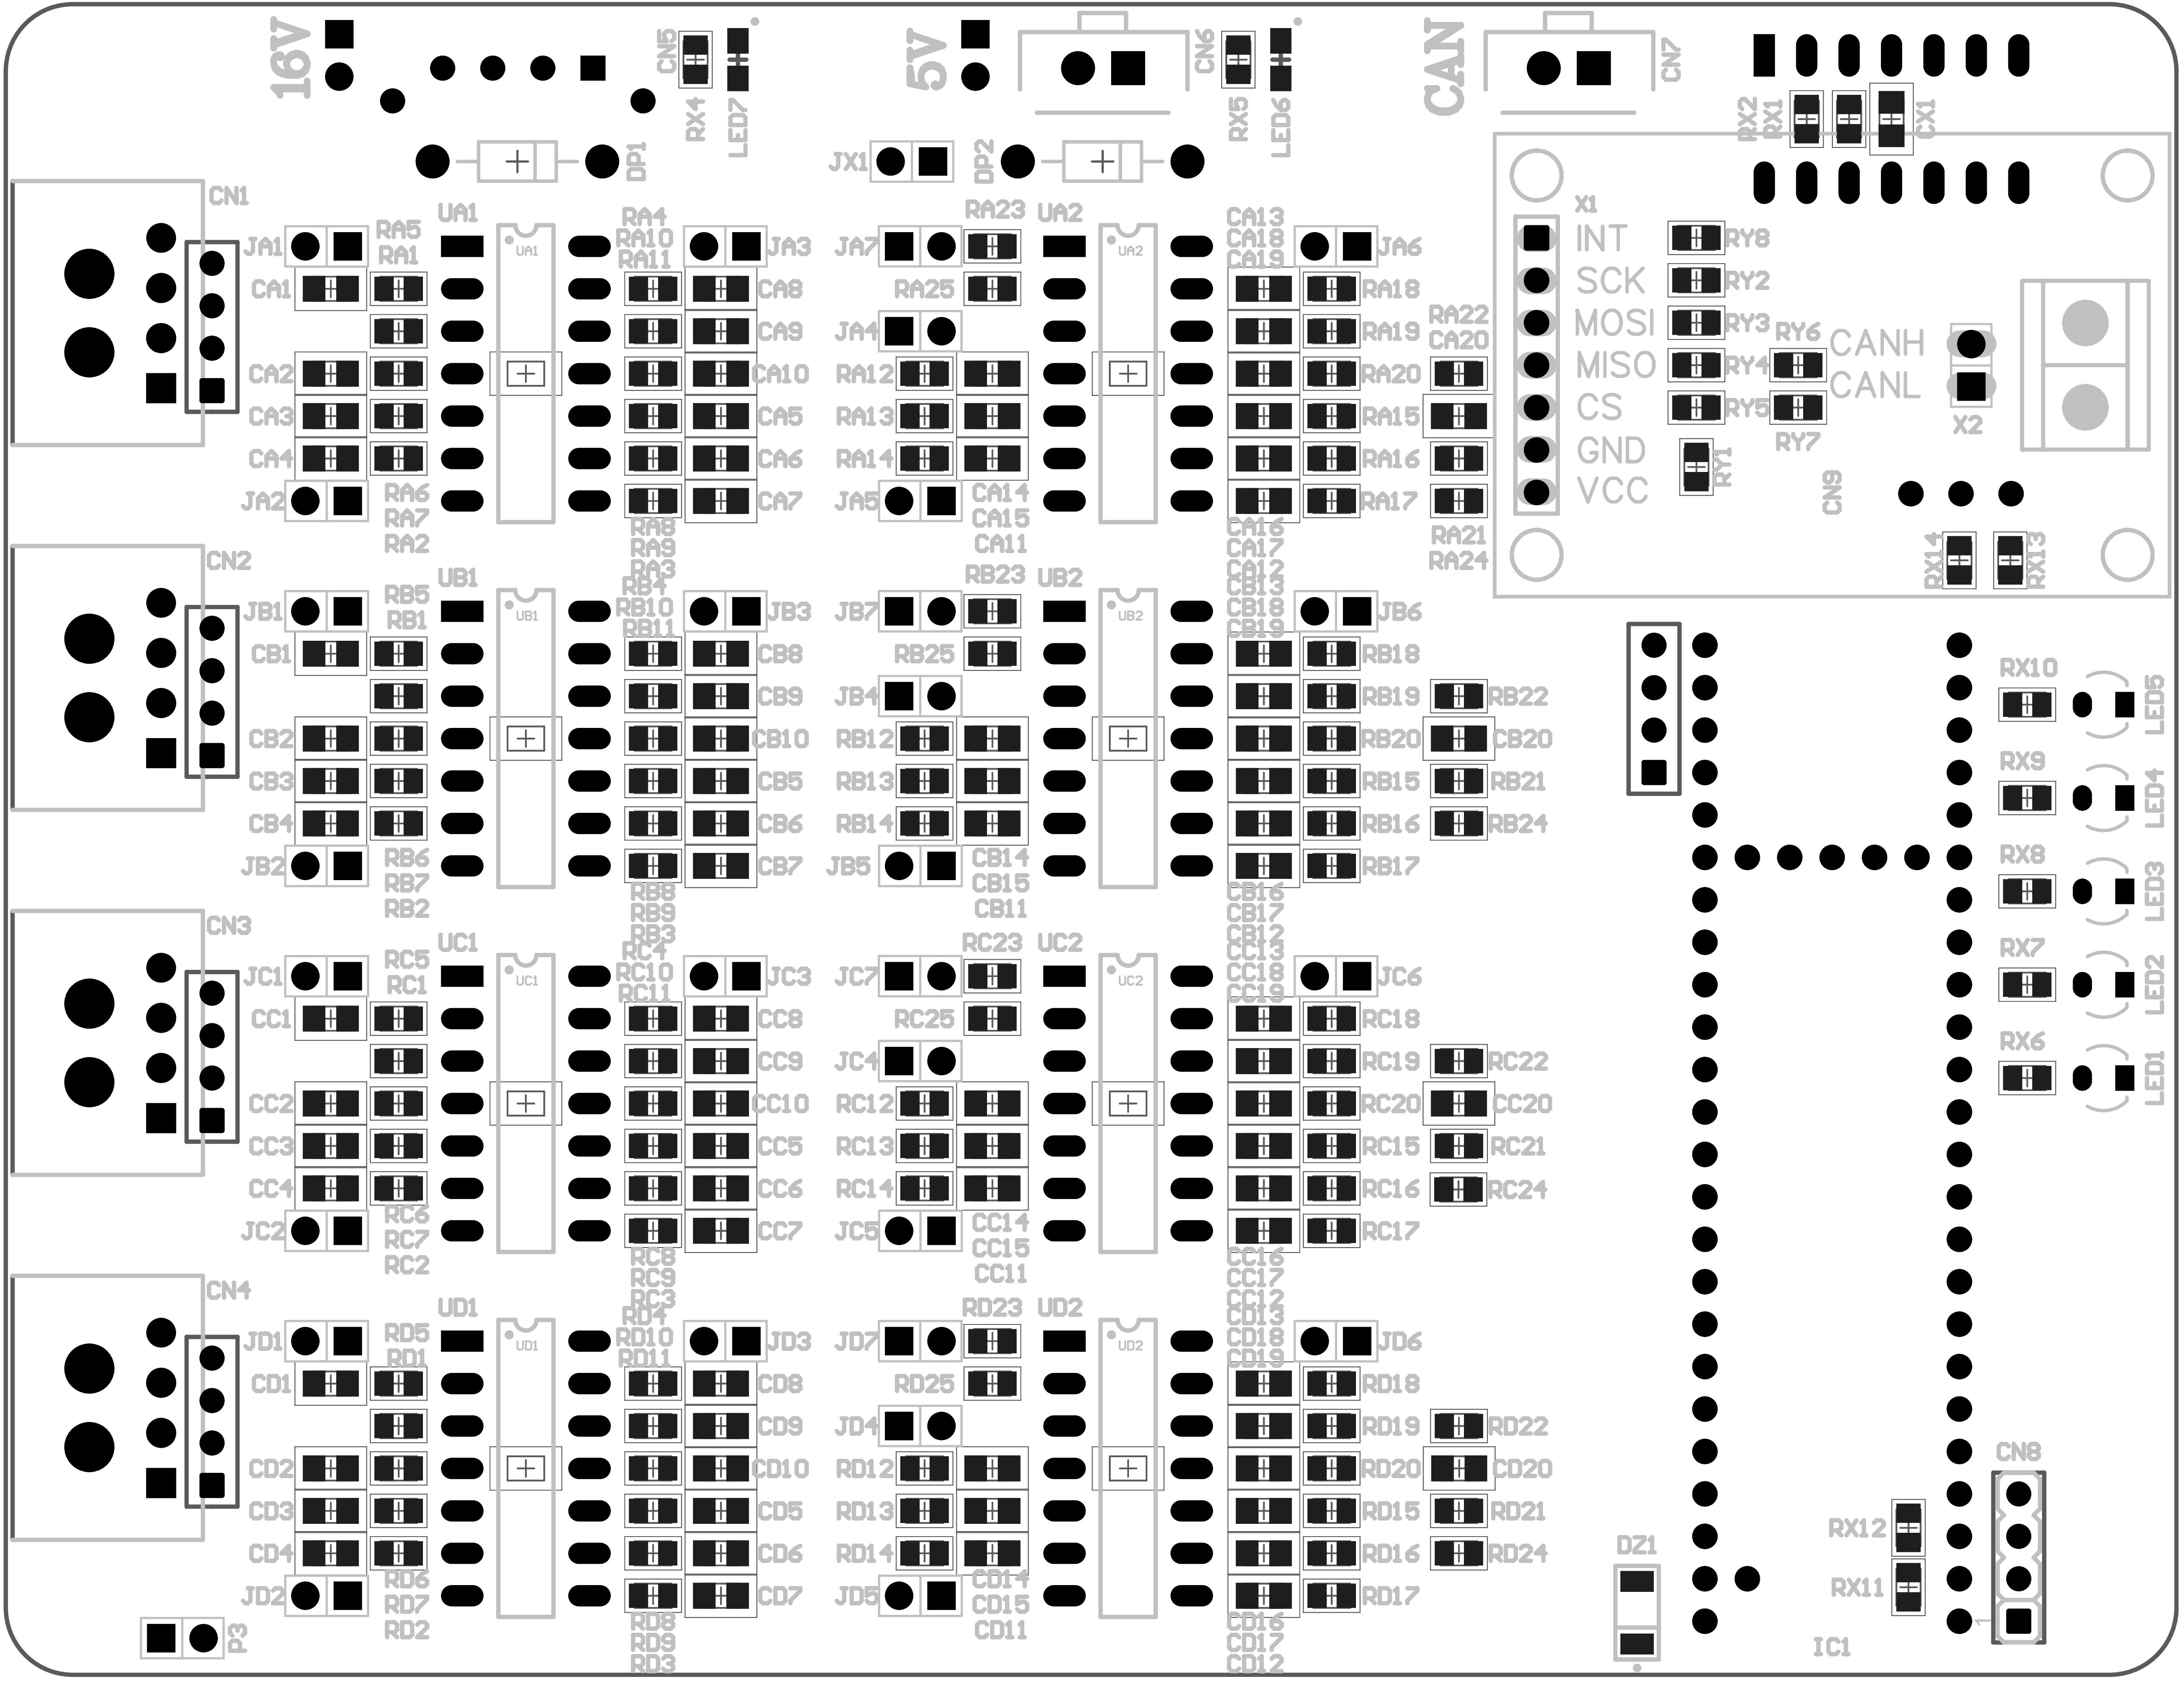 16V
CN5
RX4
LED7
5V
CN6
RX5
LED6
CAN
CN7
RX2
RX1
CX1
DP1
JX1
DP2
CN1
JA1
RA5
RA1
UA1
UA1
RA4
RA10
RA11
JA3
JA7
RA23
UA2
UA2
CA13
CA18
CA19
JA6
X1
INT
RY8
CA1
CA8
RA25
RA18
SCK
RY2
CA9
JA4
RA19
RA22
CA20
MOSI
RY3
RY6
CANH
CA2
CA10
RA12
RA20
MISO
RY4
CANL
CA3
CA5
RA13
RA15
CS
RY5
RY7
X2
CA4
CA6
RA14
RA16
GND
RY1
JA2
RA6
RA7
RA2
RA8
RA9
RA3
CA7
JA5
CA14
CA15
CA11
CA16
CA17
CA12
RA17
RA21
RA24
VCC
CN9
RX14
RX13
CN2
JB1
RB5
RB1
UB1
UB1
RB4
RB10
RB11
JB3
JB7
RB23
UB2
UB2
CB13
CB18
CB19
JB6
CB1
CB8
RB25
RB18
CB9
JB4
RB19
RB22
RX10
LED5
CB2
CB10
RB12
RB20
CB20
CB3
CB5
RB13
RB15
RB21
RX9
LED4
CB4
CB6
RB14
RB16
RB24
JB2
RB6
RB7
RB2
RB8
RB9
RB3
CB7
JB5
CB14
CB15
CB11
CB16
CB17
CB12
RB17
RX8
LED3
CN3
JC1
RC5
RC1
UC1
UC1
RC4
RC10
RC11
JC3
JC7
RC23
UC2
UC2
CC13
CC18
CC19
JC6
RX7
LED2
CC1
CC8
RC25
RC18
CC9
JC4
RC19
RC22
RX6
LED1
CC2
CC10
RC12
RC20
CC20
CC3
CC5
RC13
RC15
RC21
CC4
CC6
RC14
RC16
RC24
JC2
RC6
RC7
RC2
RC8
RC9
RC3
CC7
JC5
CC14
CC15
CC11
CC16
CC17
CC12
RC17
CN4
JD1
RD5
RD1
UD1
UD1
RD4
RD10
RD11
JD3
JD7
RD23
UD2
UD2
CD13
CD18
CD19
JD6
CD1
CD8
RD25
RD18
CD9
JD4
RD19
RD22
CN8
CD2
CD10
RD12
RD20
CD20
CD3
CD5
RD13
RD15
RD21
RX12
CD4
CD6
RD14
RD16
RD24
DZ1
JD2
RD6
RD7
RD2
RD8
RD9
RD3
CD7
JD5
CD14
CD15
CD11
CD16
CD17
CD12
RD17
RX11
1
IC1
P3